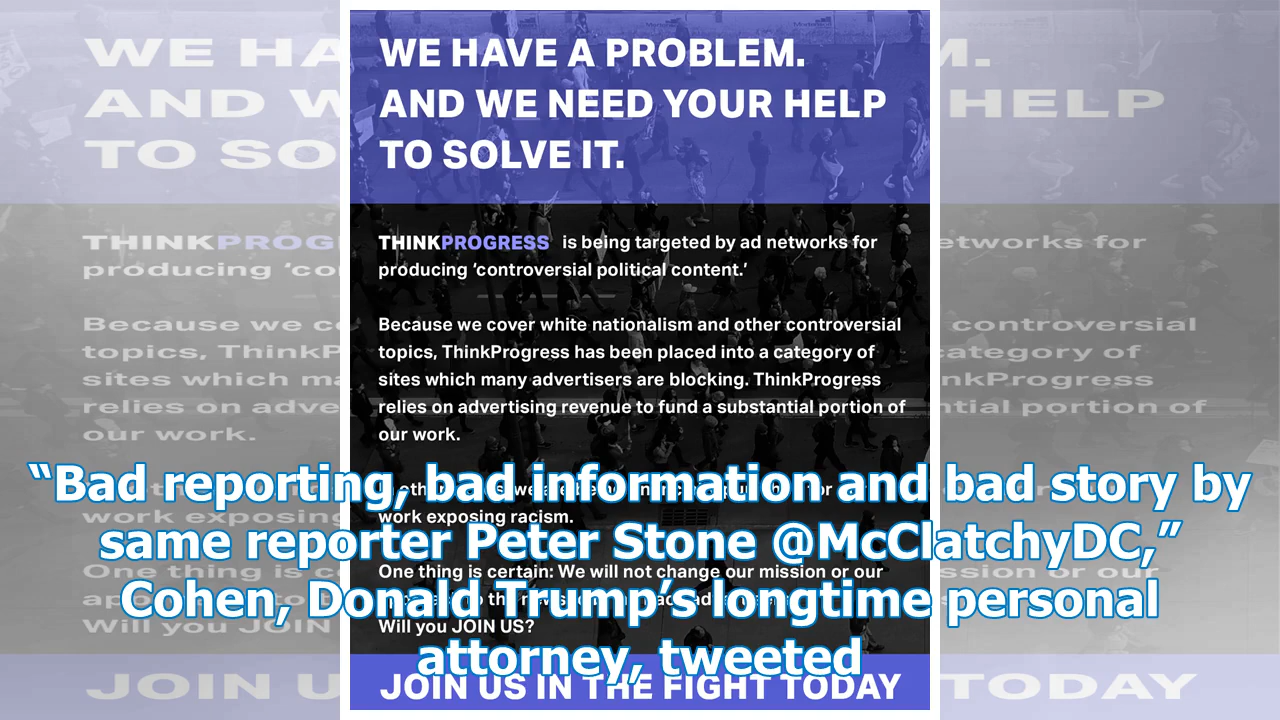 WE HAVE A PROBLEM.
AND WE NEED YOUR HELP
TO SOLVE IT.
THINKPROGRESS is being targeted by ad networks for
producing ‘controversial political content.’
Because we cover white nationalism and other controversial
topics, ThinkProgress has been placed into a category of
sites which many advertisers are blocking. ThinkProgress
relies on advertising revenue to fund a substantial portion of
our work.
work exposing racism.
One thing is certain: We will not change our mission or our
Will you JOIN US?
JOIN US IN THE FIGHT TODAY
“Bad reporting, bad information and bad story by
same reporter Peter Stone @McClatchyDC,”
Cohen, Donald Trump’s longtime personal
attorney, tweeted